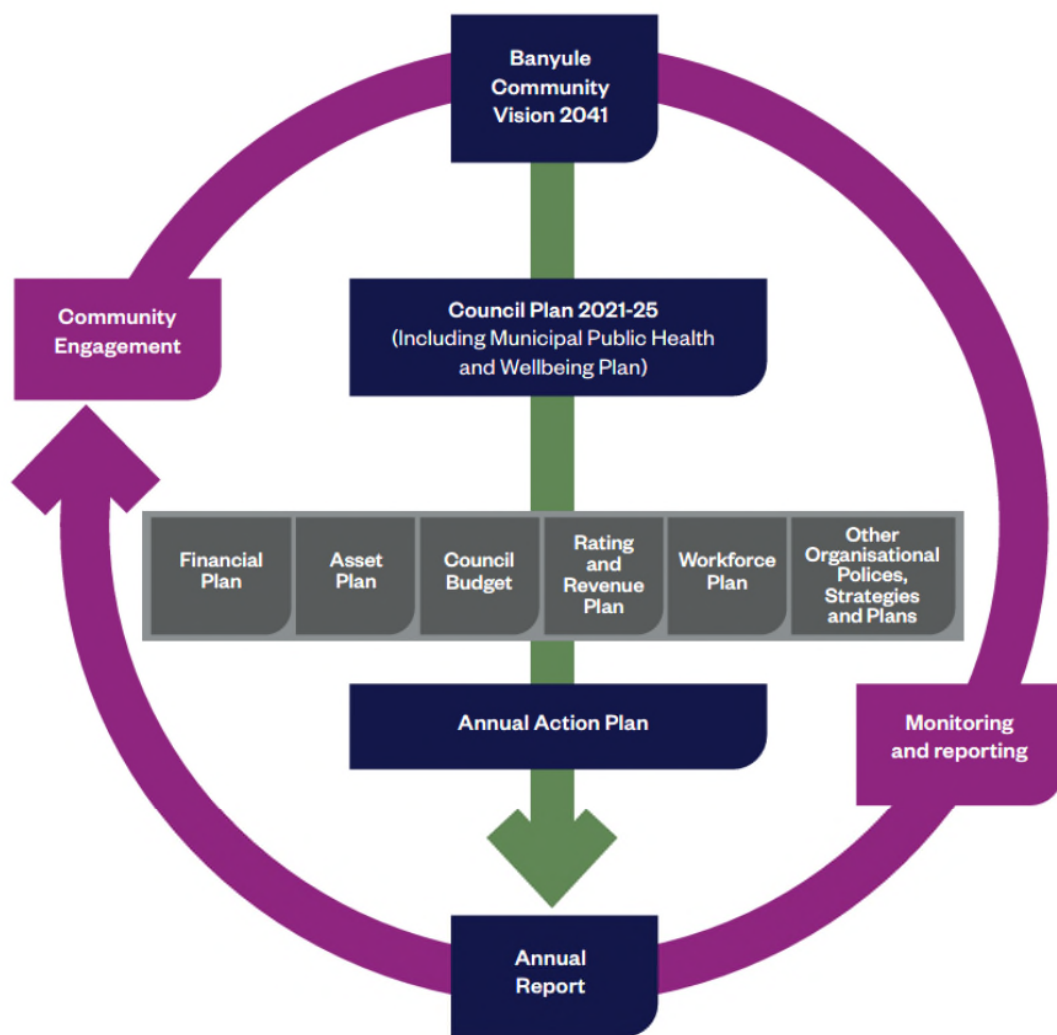 Banyule
Community
Vision 2041
Community
Engagement
Council Plan 2021-25
(Including Municipal Public Health
and Wellbeing Plan)
Financial
Plan
Asset
Plan
Council
Budget
Rating
and
Revenue
Plan
Workforce
Plan
Other
Organisational
Polices,
Strategies
and Plans
Annual Action Plan
Monitoring
and reporting
Annual
Report